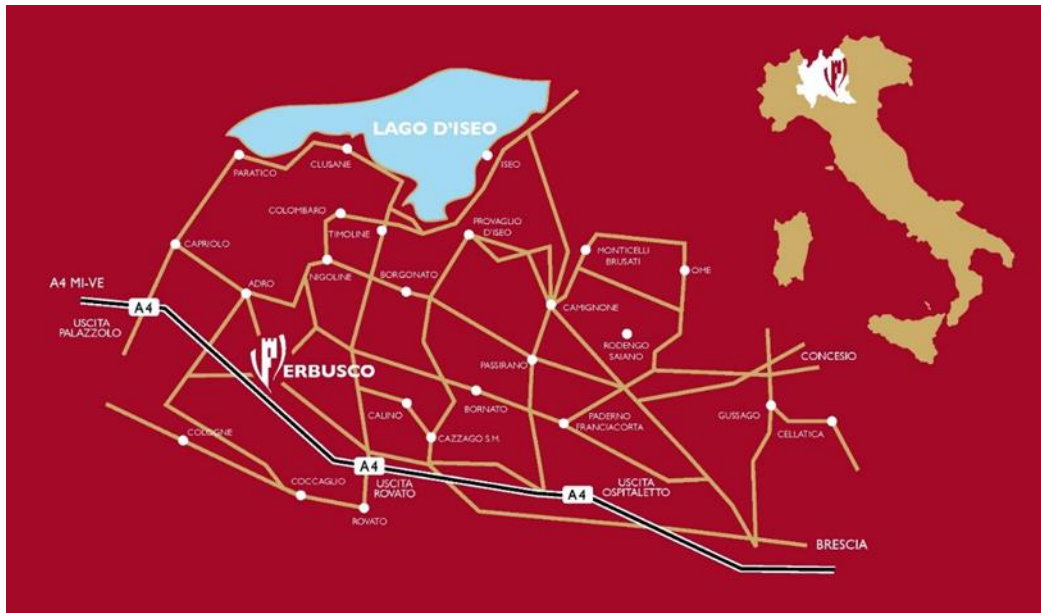 LAGO D'ISEO
PARATICO
CLUSANE
ISEO
COLOMBARO
TIMOLINE
PROVAGLIO
D'ISEO
CAPRIOLO
MONTICELLI
BRUSATI
OME
A4 MI-VE
ADRO
NIGOLINE
BORGONATO
A4
CAMIGNONE
USCITA
PALAZZOLO
RODENGO
SAIANO
CONCESIO
ERBUSCO
PASSIRANO
CALINO
BORNATO
PADERNO
FRANCIACORTA
GUSSAGO
CELLATICA
COLOGNE
CAZZAGO S.M.
A4
USCITA
ROVATO
COCCAGLIO
ROVATO
A4
USCITA
OSPITALETTO
BRESCIA